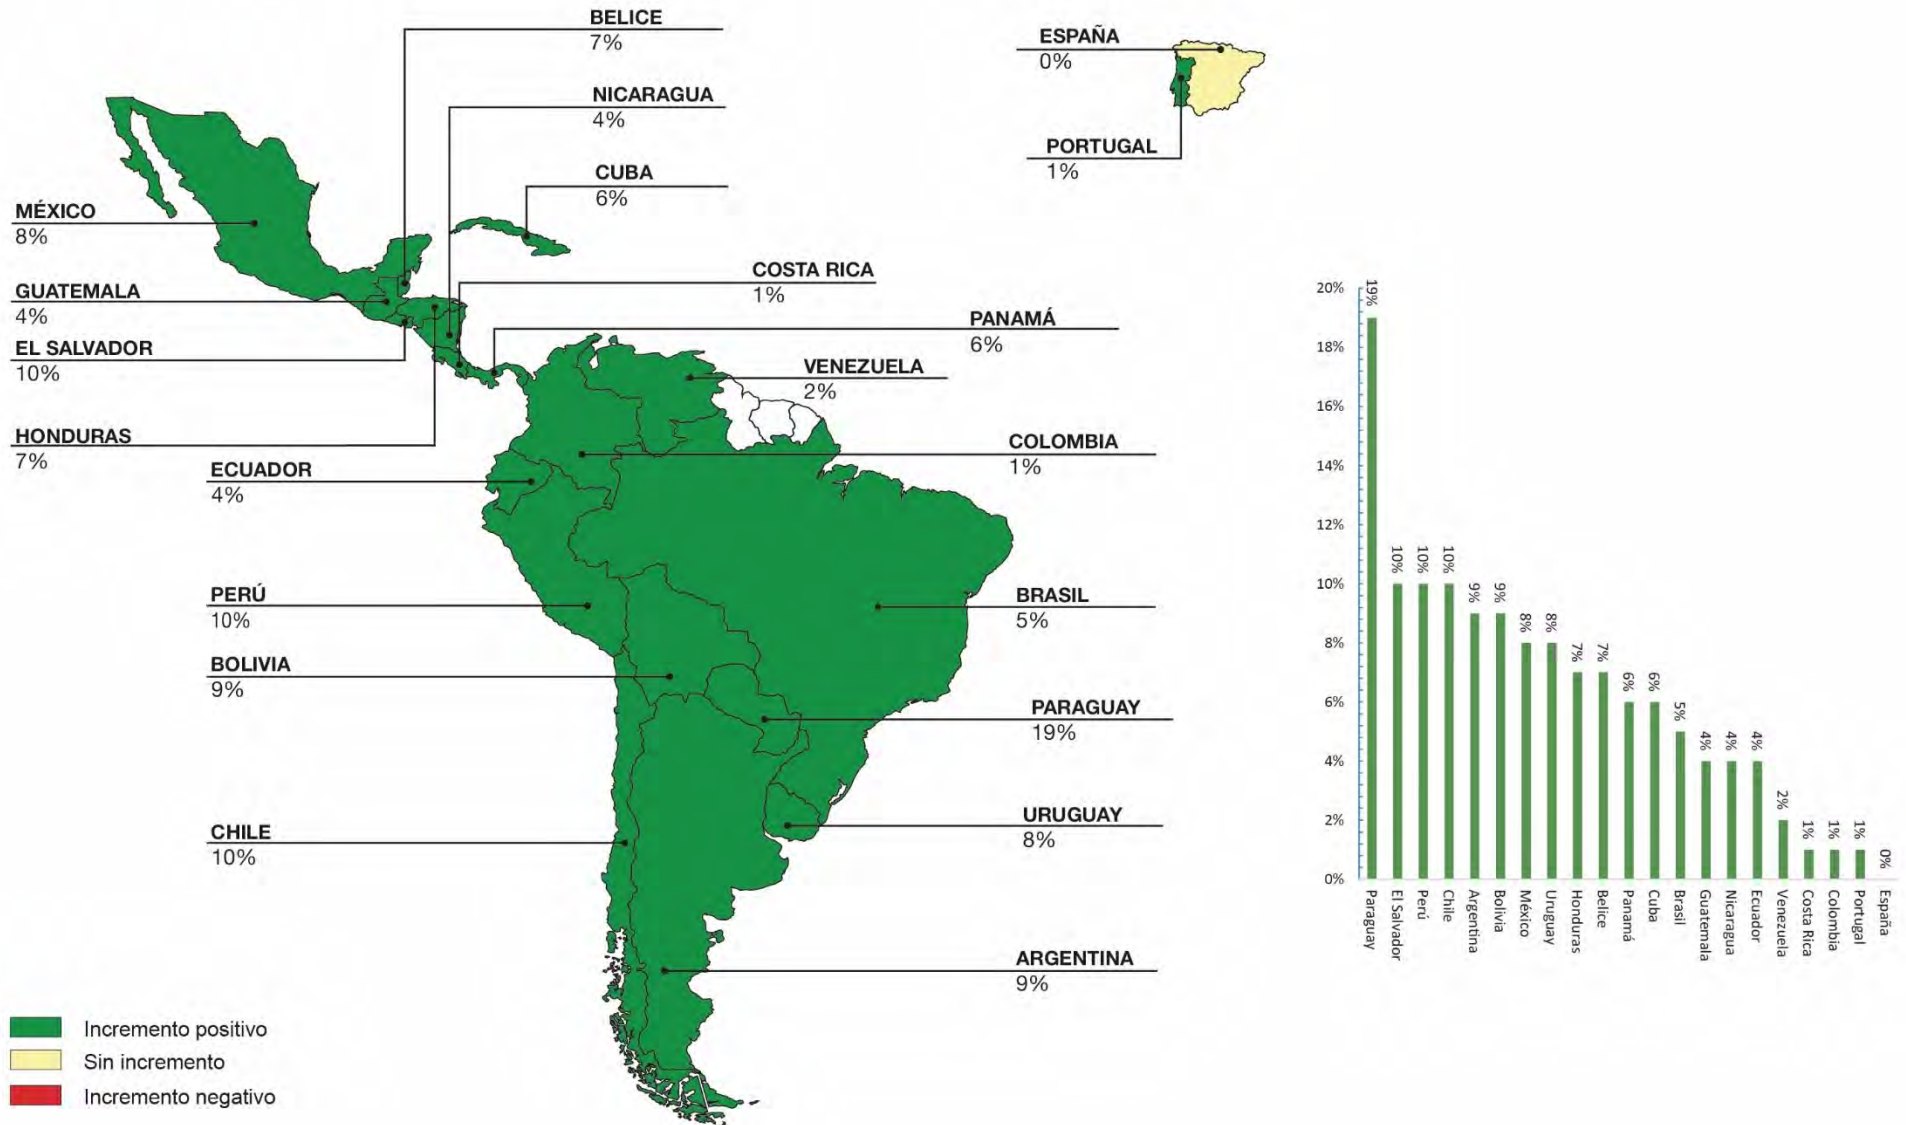 BELICE
7%
NICARAGUA
4%
CUBA
6%
ESPAÑA
0%
PORTUGAL
1%
MÉXICO
8%
GUATEMALA
4%
EL SALVADOR
10%
HONDURAS
7%
COSTA RICA
1%
PANAMÁ
6%
VENEZUELA
2%
COLOMBIA
1%
ECUADOR
4%
PERÚ
10%
BOLIVIA
9%
CHILE
10%
BRASIL
5%
PARAGUAY
19%
URUGUAY
8%
ARGENTINA
9%
Incremento positivo
Sin incremento
Incremento negativo
20%
18%
16%
14%
12%
10%
8%
6%
4%
2%
0%
19%
10%
10%
10%
9%
9%
8%
8%
7%
7%
6%
6%
5%
4%
4%
4%
2%
1%
1%
1%
0%
Paraguay
El Salvador
Perú
Chile
Argentina
Bolivia
México
Uruguay
Honduras
Belice
Panamá
Cuba
Brasil
Guatemala
Nicaragua
Ecuador
Venezuela
Costa Rica
Colombia
Portugal
España